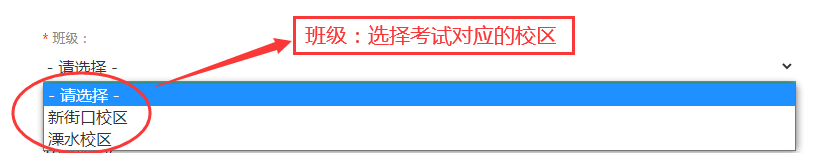 * 班级：
班级：选择考试对应的校区
- 请选择 -
- 请选择 -
新街口校区
溧水校区